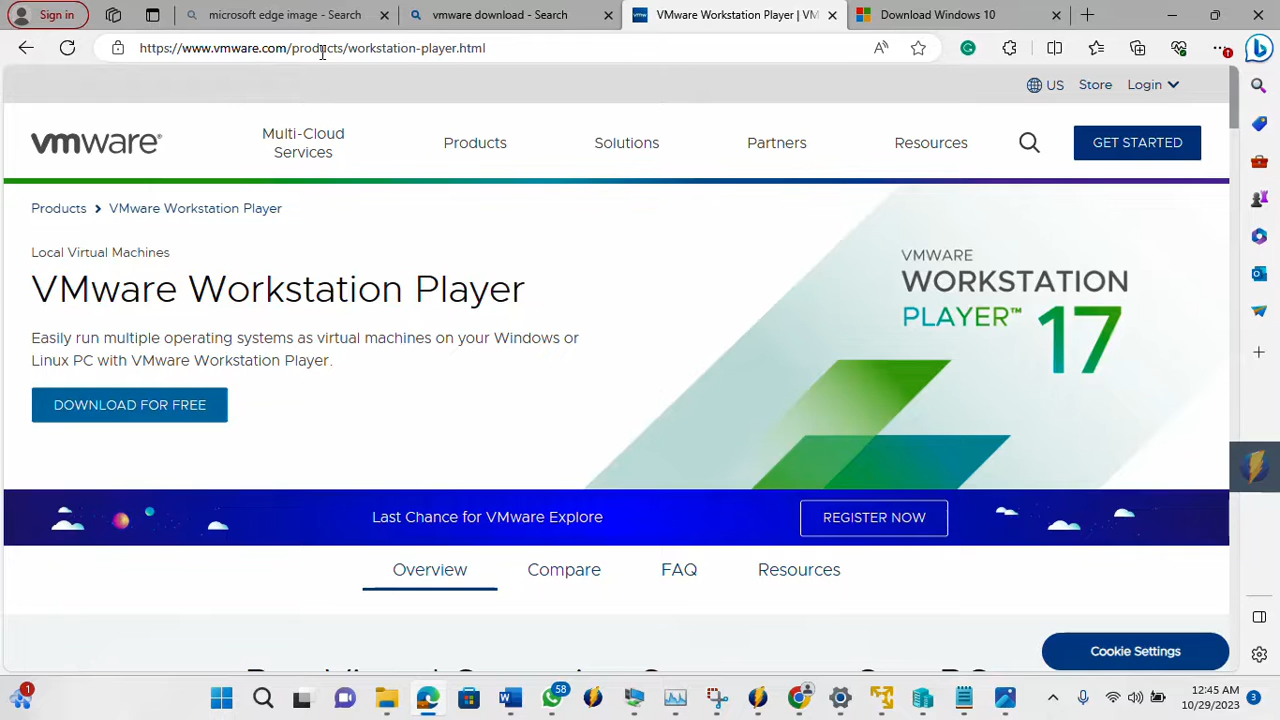 Sign in
microsoft edge image - Search
vmware download - Search
VMware Workstation Player | VM
Download Windows 10
https://www.vmware.com/products/workstation-player.html
US
Store
Login
vmware®
Multi-Cloud
Services
Products
Solutions
Partners
Resources
GET STARTED
Products
VMware Workstation Player
Local Virtual Machines
VMware Workstation Player
Easily run multiple operating systems as virtual machines on your Windows or
Linux PC with VMware Workstation Player.
DOWNLOAD FOR FREE
VMWARE
WORKSTATION
PLAYER™ 17
Last Chance for VMware Explore
REGISTER NOW
Overview
Compare
FAQ
Resources
Cookie Settings
1
58
12:45 AM
10/29/2023
3